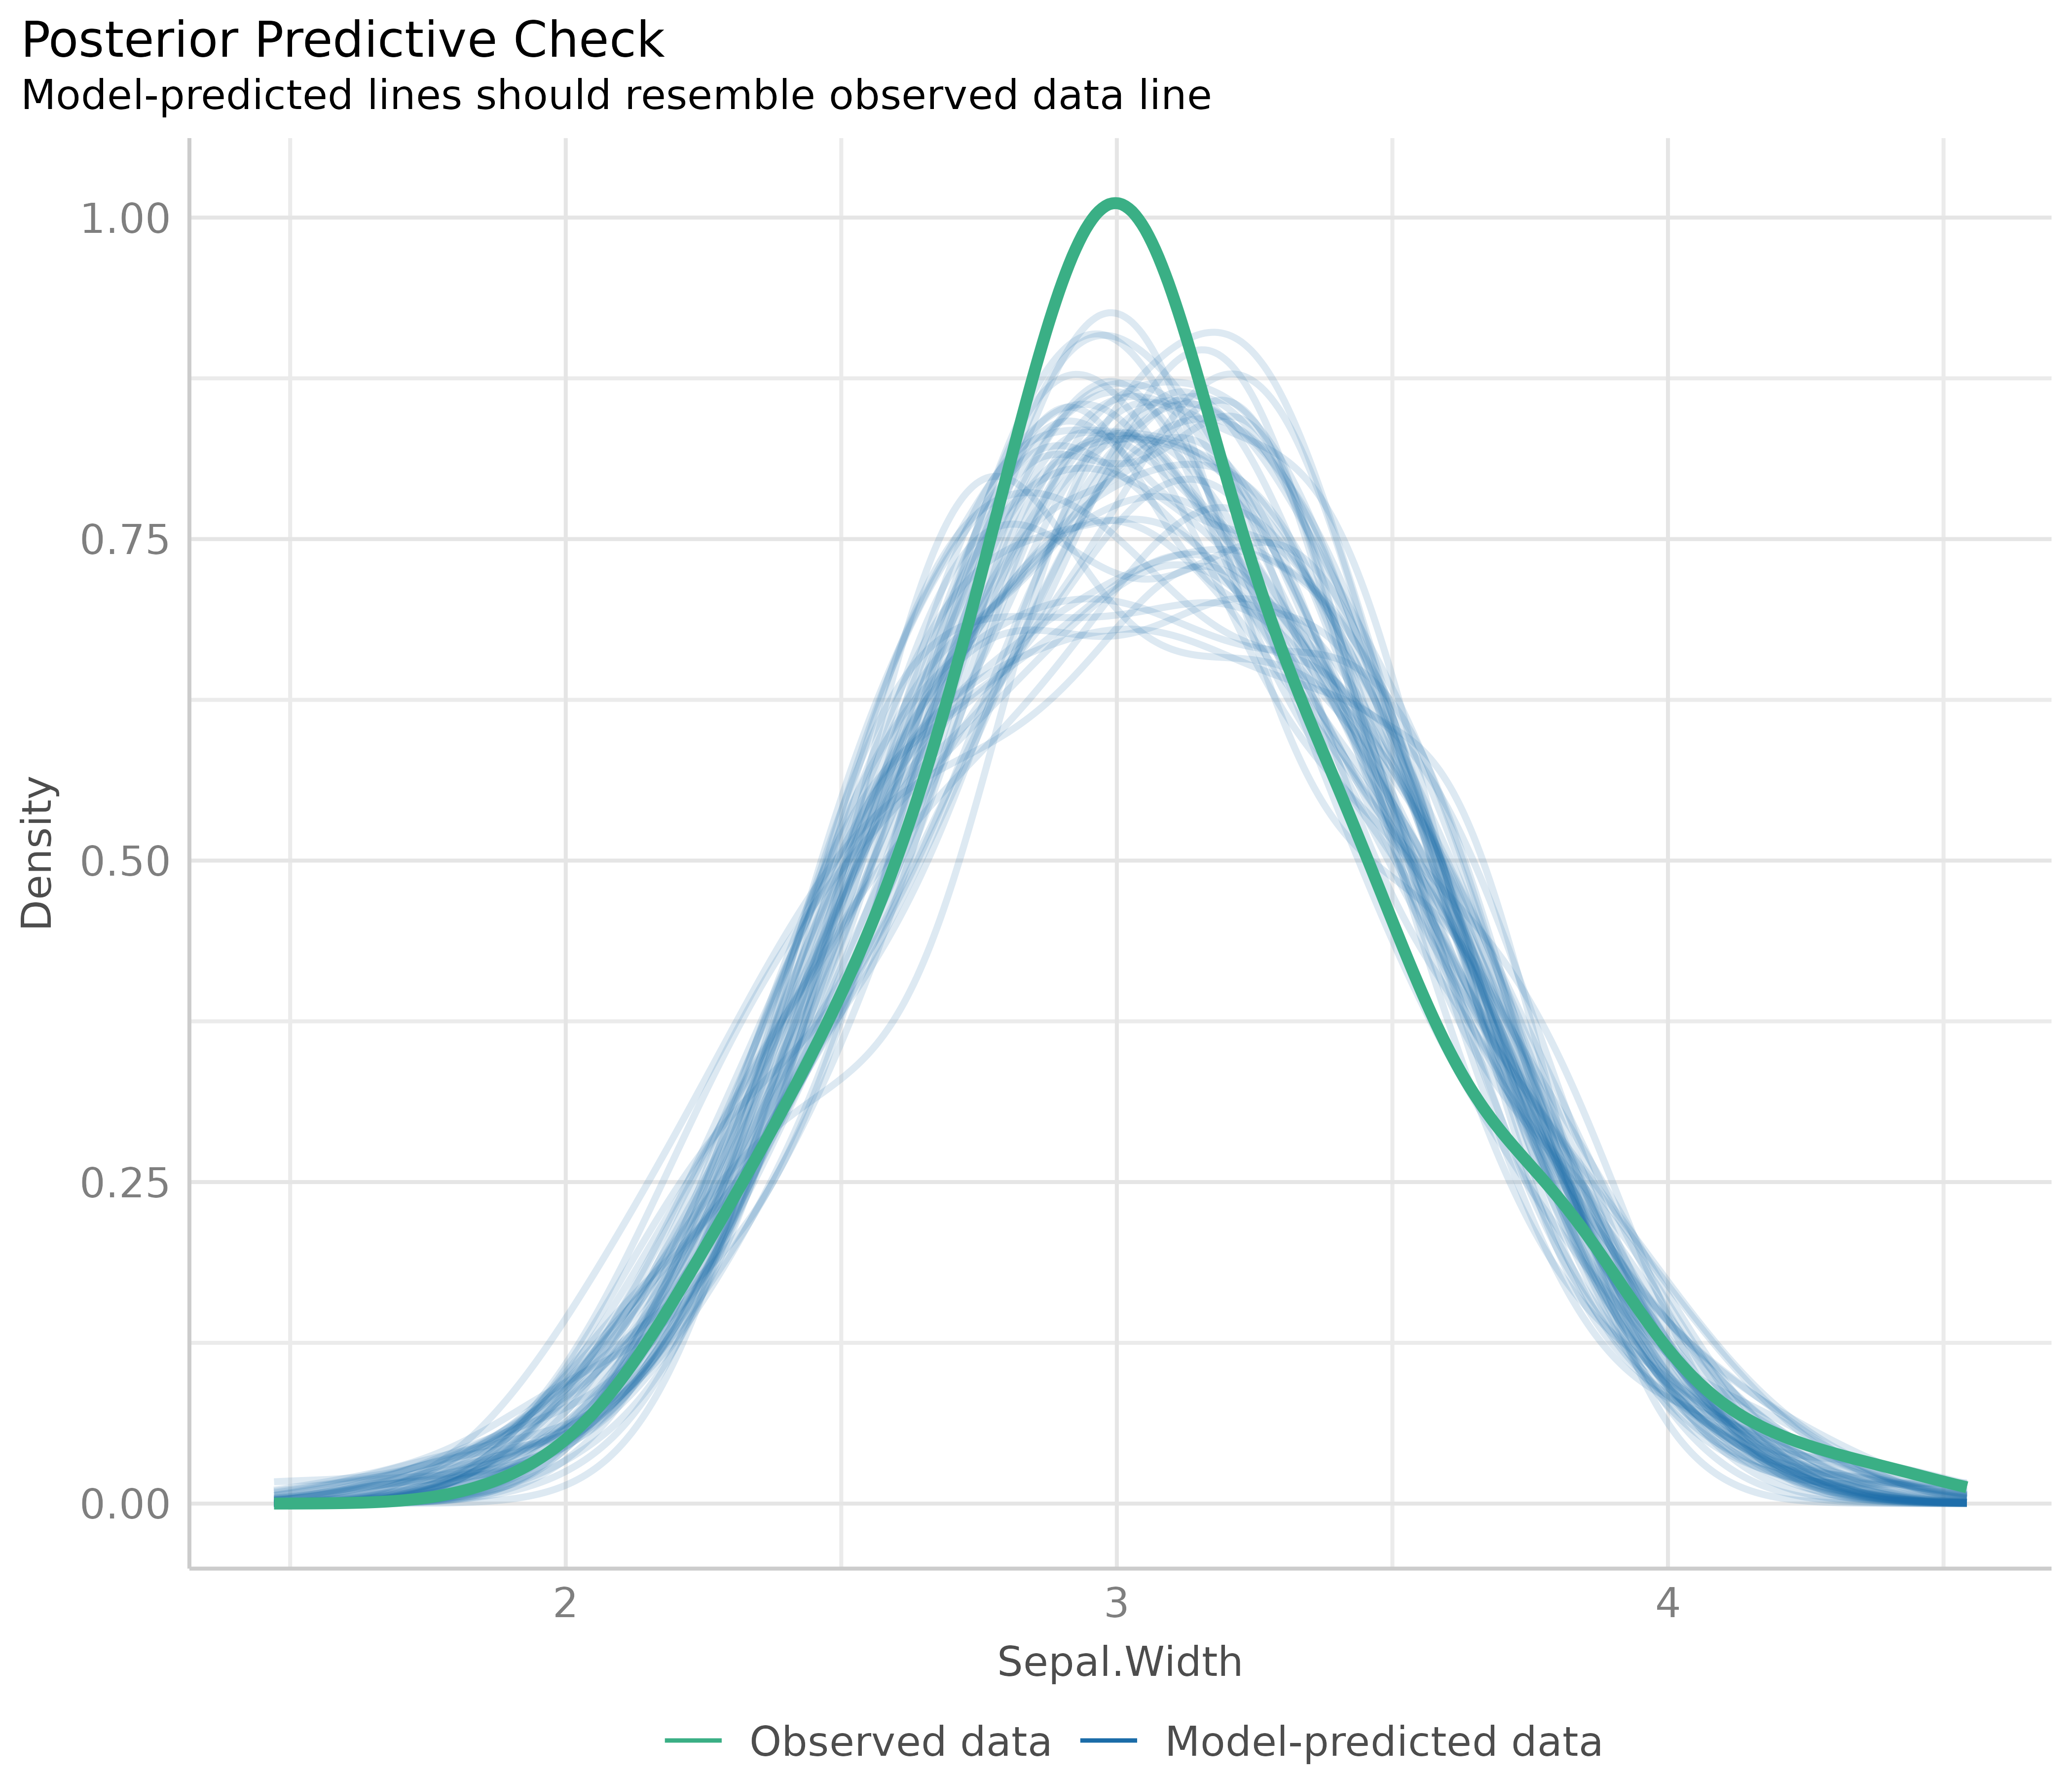 Posterior Predictive Check
Model-predicted lines should resemble observed data line
1.00
0.75
0.50
0.25
0.00
Density
2 3 4
Sepal.Width
Observed data Model-predicted data